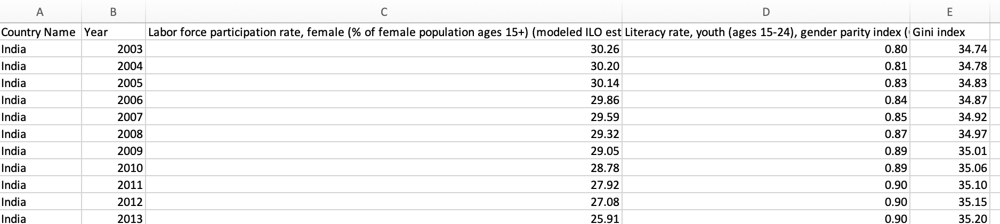 A B C D E
Country Name Year Labor force participation rate, female (% of female population ages 15+) (modeled ILO est Literacy rate, youth (ages 15-24), gender parity index ( Gini index
India 2003 30.26 0.80 34.74
India 2004 30.20 0.81 34.78
India 2005 30.14 0.83 34.83
India 2006 29.86 0.84 34.87
India 2007 29.59 0.85 34.92
India 2008 29.32 0.87 34.97
India 2009 29.05 0.89 35.01
India 2010 28.78 0.89 35.06
India 2011 27.92 0.90 35.10
India 2012 27.08 0.90 35.15
India 2013 25.91 0.90 35.20